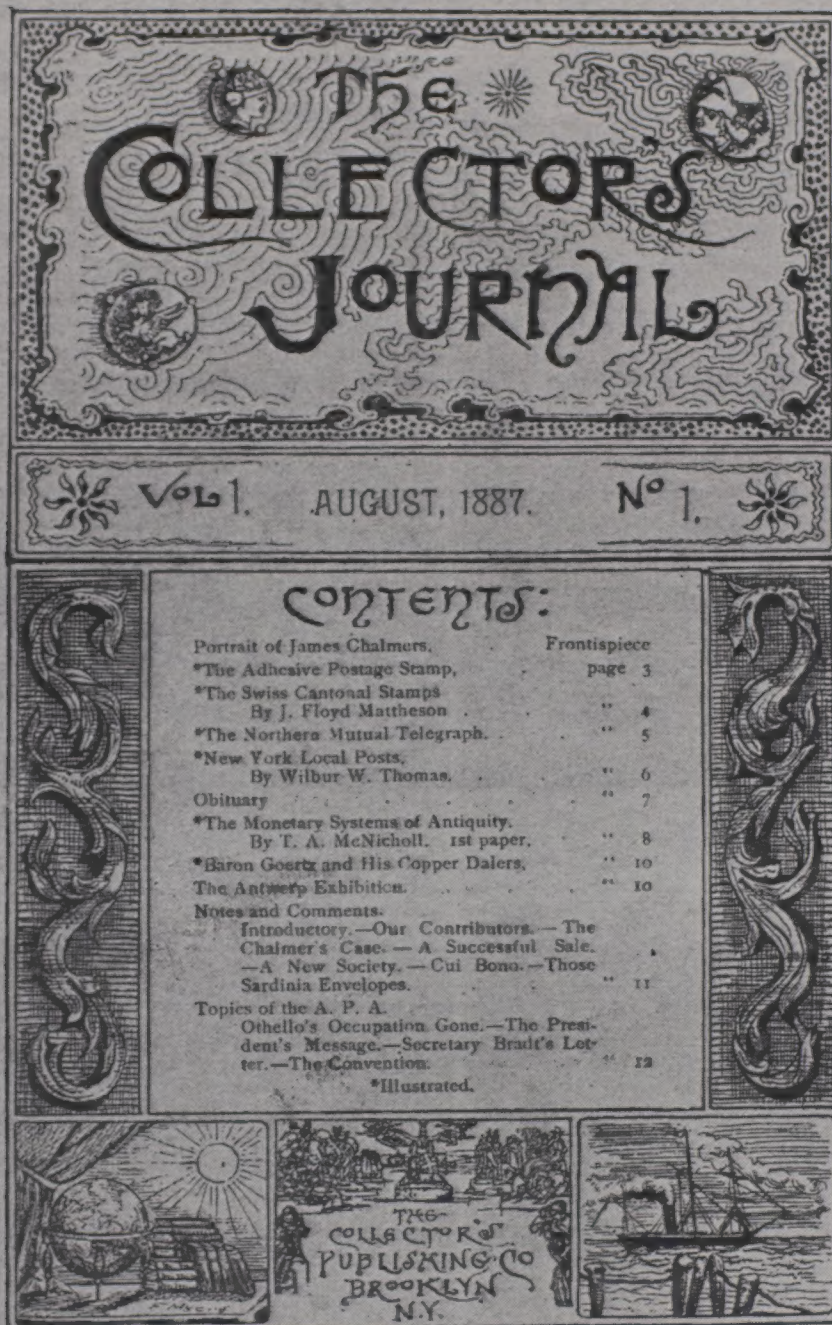 THE
COLLECTOR'S
JOURNAL
VOL 1. AUGUST, 1887. No 1.
CONTENTS:
Portrait of James Chalmers, . Frontispiece
*The Adhesive Postage Stamp, . page 3
*The Swiss Cantonal Stamps
By J. Floyd Mattheson . . " 4
*The Northern Mutual Telegraph. . . " 5
*New York Local Posts,
By Wilbur W. Thomas. . . " 6
Obituary . . . . . . " 7
*The Monetary Systems of Antiquity.
By T. A. McNicholl. 1st paper, . " 8
*Baron Goertz and His Copper Dalers, . " 10
The Antwerp Exhibition. . . . . " 10
Notes and Comments.
Introductory.—Our Contributors.—The
Chalmer's Case.—A Successful Sale.
—A New Society.—Cui Bono.—Those
Sardinia Envelopes. . . " 11
Topics of the A. P. A.
Othello's Occupation Gone.—The Presi-
dent's Message.—Secretary Bradt's Let-
ter.—The Convention. . . " 12
*Illustrated.
THE
COLLECTOR'S
PUBLISHING CO
BROOKLYN
N.Y.